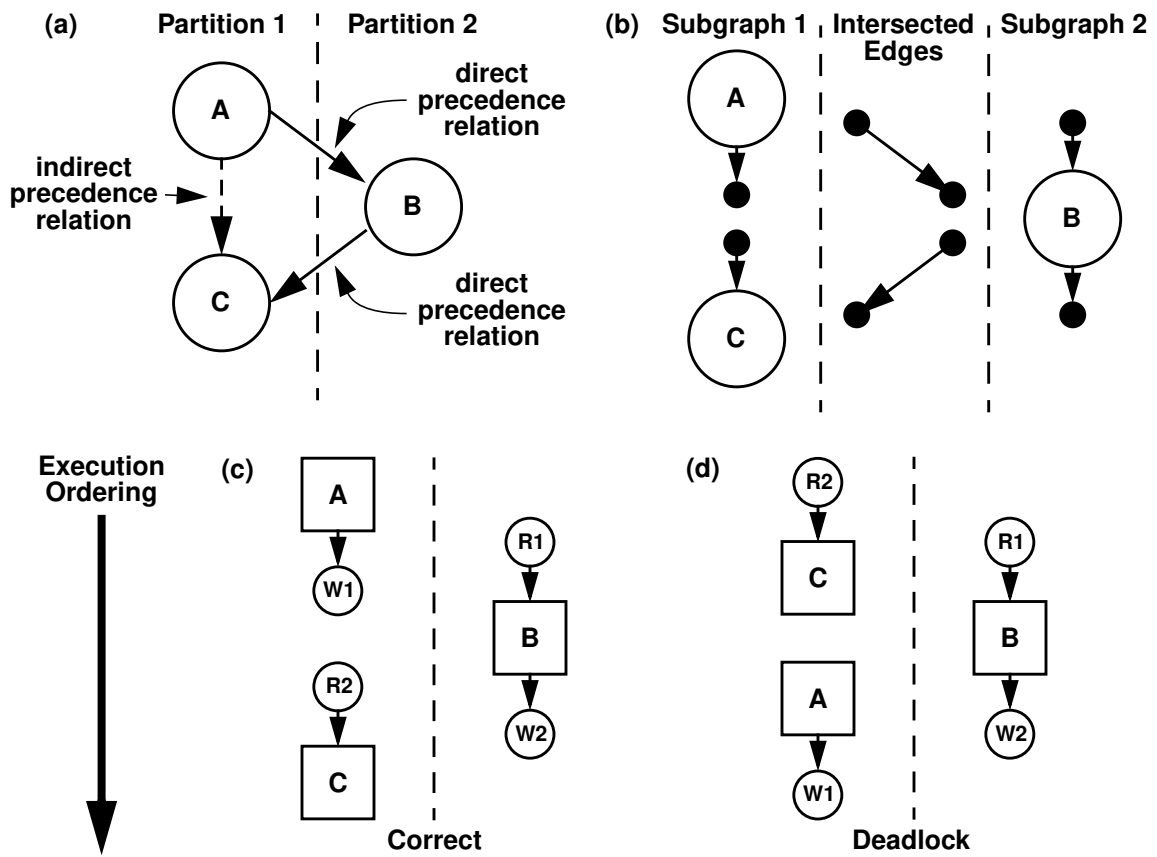 (a)
Partition 1
Partition 2
direct
precedence
relation
A
indirect
precedence
relation
B
C
direct
precedence
relation
(b)
Subgraph 1
Intersected
Edges
Subgraph 2
A
B
C
Execution
Ordering
(c)
A
W1
R1
B
R2
W2
C
Correct
(d)
R2
R1
C
B
A
W2
W1
Deadlock